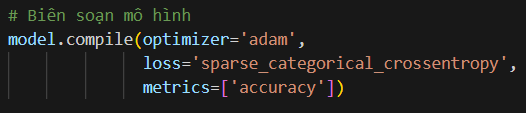 # Biên soạn mô hình
model.compile(optimizer='adam',
              loss='sparse_categorical_crossentropy',
              metrics=['accuracy'])